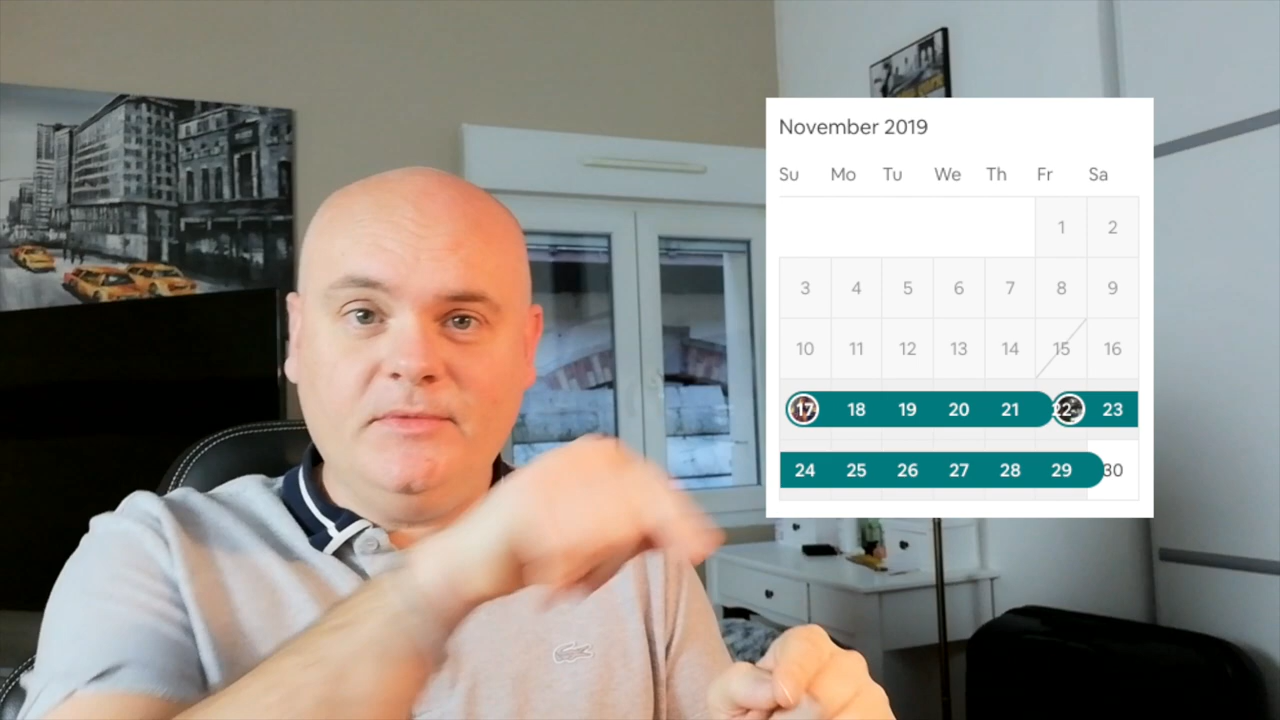 November 2019
Su Mo Tu We Th Fr Sa
1 2
3 4 5 6 7 8 9
10 11 12 13 14 15 16
17 18 19 20 21 22 23
24 25 26 27 28 29 30